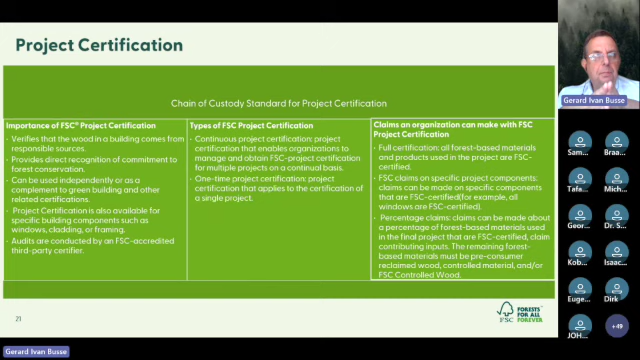 Project Certification
Chain of Custody Standard for Project Certification
Importance of FSC® Project Certification
• Verifies that the wood in a building comes from
responsible sources.
• Provides direct recognition of commitment to
forest conservation.
• Can be used independently or as a
complement to green building and other
related certifications.
• Project Certification is also available for
specific building components such as
windows, cladding, or framing.
• Audits are conducted by an FSC-accredited
third-party certifier.
Types of FSC Project Certification
• Continuous project certification: project
certification that enables organizations to
manage and obtain FSC-project certification
for multiple projects on a continual basis.
• One-time project certification: project
certification that applies to the certification of
a single project.
Claims an organization can make with FSC
Project Certification
• Full certification: all forest-based materials
and products used in the project are FSC-
certified.
• FSC claims on specific project components:
claims can be made on specific components
that are FSC-certified(for example, all
windows are FSC-certified).
• Percentage claims: claims can be made about
a percentage of forest-based materials used
in the final project that are FSC-certified, claim
contributing inputs. The remaining forest-
based materials must be pre-consumer
reclaimed wood, controlled material, and/or
FSC Controlled Wood.
21
FSC
FORESTS
FOR ALL
FOREVER
Gerard Ivan Busse
Gerard Ivan Busse
Sam...
Braa...
Tafa...
Mich...
Geor...
Dr. S...
Kob...
Isaac...
Euge...
Dirk
JOH...
+49